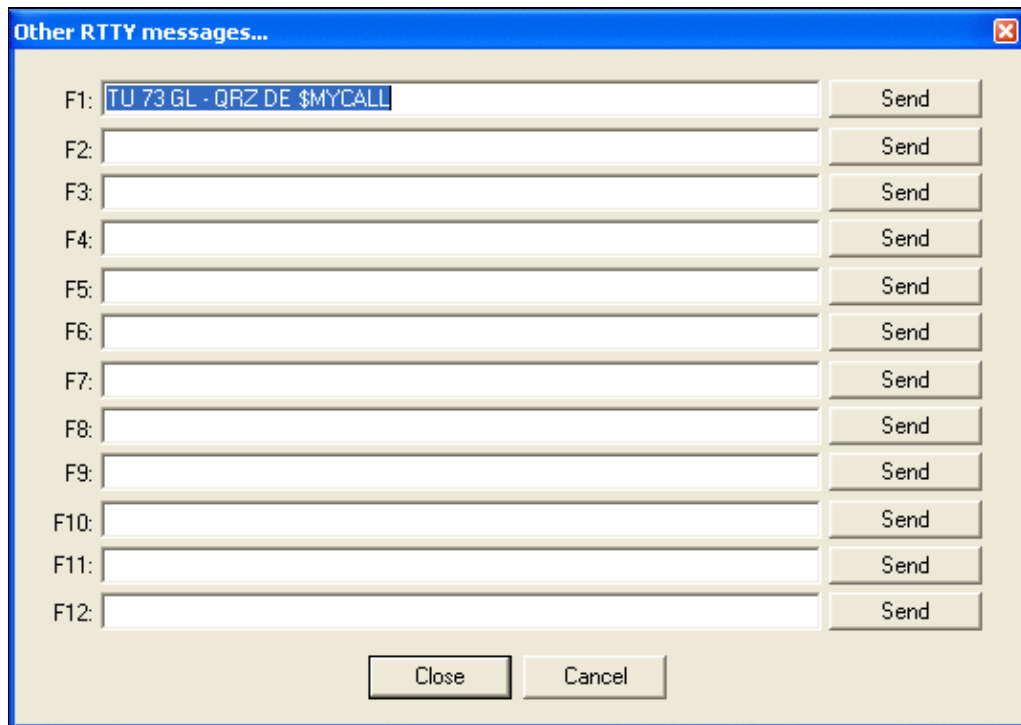 Other RTTY messages...
F1: TU 73 GL - QRZ DE $MYCALL Send
F2: Send
F3: Send
F4: Send
F5: Send
F6: Send
F7: Send
F8: Send
F9: Send
F10: Send
F11: Send
F12: Send
Close Cancel